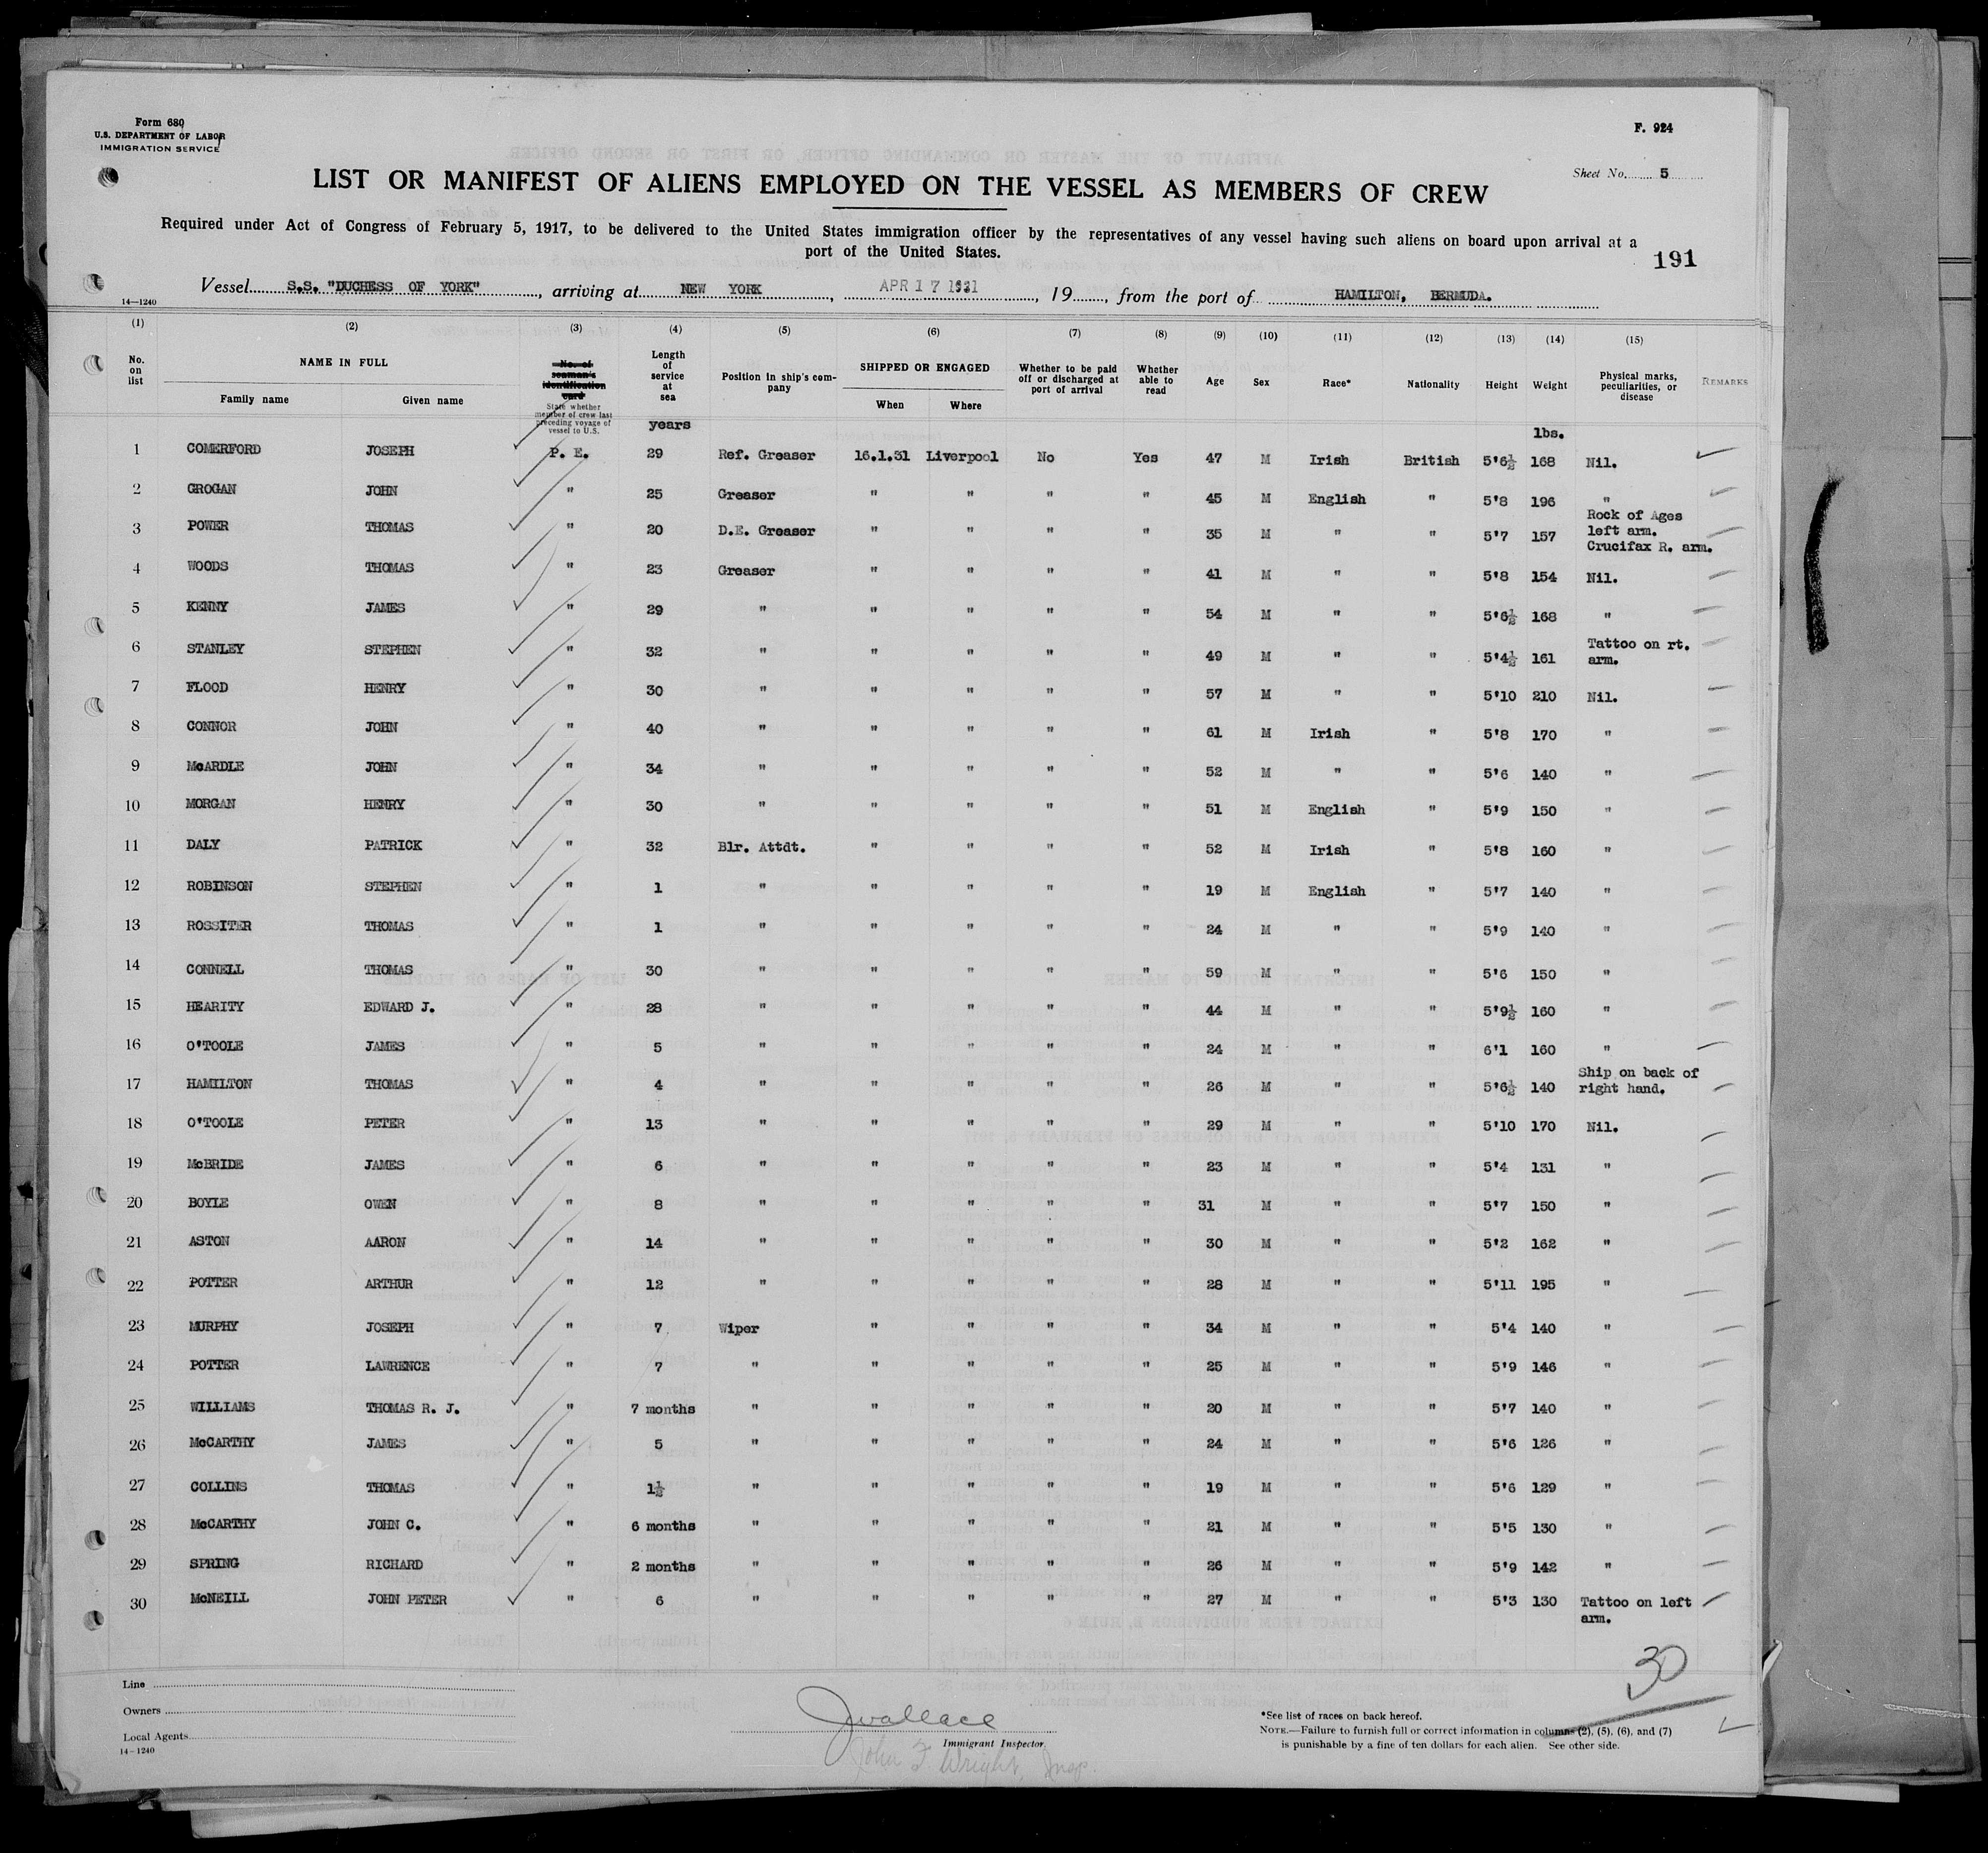 Form 680
U.S. DEPARTMENT OF LABOR
IMMIGRATION SERVICE
F. 924
Sheet No. 5
LIST OR MANIFEST OF ALIENS EMPLOYED ON THE VESSEL AS MEMBERS OF CREW
Required under Act of Congress of February 5, 1917, to be delivered to the United States immigration officer by the representatives of any vessel having such aliens on board upon arrival at a
port of the United States.
191
14—1240
Vessel S.S. "DUCHESS OF YORK", arriving at NEW YORK, APR 17 1931, 19, from the port of HAMILTON, BERMUDA.
(1) (2) (3) (4) (5) (6) (7) (8) (9) (10) (11) (12) (13) (14) (15)
No. on list NAME IN FULL Family name Given name No. of seaman's identification card State whether member of crew last preceding voyage of vessel to U.S. Length of service at sea Position in ship's company SHIPPED OR ENGAGED When Where Whether to be paid off or discharged at port of arrival Whether able to read Age Sex Race* Nationality Height Weight Physical marks, peculiarities, or disease REMARKS
years lbs.
1 COMERFORD JOSEPH P. E. 29 Ref. Greaser 16.1.31 Liverpool No Yes 47 M Irish British 5'6½ 168 Nil.
2 GROGAN JOHN " 25 Greaser " " " " 45 M English " 5'8 196 "
3 POWER THOMAS " 20 D.E. Greaser " " " " 35 M " " 5'7 157 Rock of Ages left arm. Crucifax R. arm.
4 WOODS THOMAS " 23 Greaser " " " " 41 M " " 5'8 154 Nil.
5 KENNY JAMES " 29 " " " " " 54 M " " 5'6½ 168 "
6 STANLEY STEPHEN " 32 " " " " " 49 M " " 5'4½ 161 Tattoo on rt. arm.
7 FLOOD HENRY " 30 " " " " " 57 M " " 5'10 210 Nil.
8 CONNOR JOHN " 40 " " " " " 61 M Irish " 5'8 170 "
9 McARDLE JOHN " 34 " " " " " 52 M " " 5'6 140 "
10 MORGAN HENRY " 30 " " " " " 51 M English " 5'9 150 "
11 DALY PATRICK " 32 Blr. Attdt. " " " " 52 M Irish " 5'8 160 "
12 ROBINSON STEPHEN " 1 " " " " " 19 M English " 5'7 140 "
13 ROSSITER THOMAS " 1 " " " " " 24 M " " 5'9 140 "
14 CONNELL THOMAS " 30 " " " " " 59 M " " 5'6 150 "
15 HEARITY EDWARD J. " 28 " " " " " 44 M " " 5'9½ 160 "
16 O'TOOLE JAMES " 5 " " " " " 24 M " " 6'1 160 "
17 HAMILTON THOMAS " 4 " " " " " 26 M " " 5'6½ 140 Ship on back of right hand.
18 O'TOOLE PETER " 13 " " " " " 29 M " " 5'10 170 Nil.
19 McBRIDE JAMES " 6 " " " " " 23 M " " 5'4 131 "
20 BOYLE OWEN " 8 " " " " " 31 M " " 5'7 150 "
21 ASTON AARON " 14 " " " " " 30 M " " 5'2 162 "
22 POTTER ARTHUR " 12 " " " " " 28 M " " 5'11 195 "
23 MURPHY JOSEPH " 7 Wiper " " " " 34 M " " 5'4 140 "
24 POTTER LAWRENCE " 7 " " " " " 25 M " " 5'9 146 "
25 WILLIAMS THOMAS R. J. " 7 months " " " " " 20 M " " 5'7 140 "
26 McCARTHY JAMES " 5 " " " " " 24 M " " 5'6 126 "
27 COLLINS THOMAS " 1½ " " " " " 19 M " " 5'6 129 "
28 McCARTHY JOHN C. " 6 months " " " " " 21 M " " 5'5 130 "
29 SPRING RICHARD " 2 months " " " " " 26 M " " 5'9 142 "
30 McNEILL JOHN PETER " 6 " " " " " 27 M " " 5'3 130 Tattoo on left arm.
30
Line
Owners
Local Agents
14-1240
JWallace
Immigrant Inspector.
John F. Wright, Insp.
*See list of races on back hereof.
NOTE.—Failure to furnish full or correct information in columns (2), (5), (6), and (7)
is punishable by a fine of ten dollars for each alien. See other side.